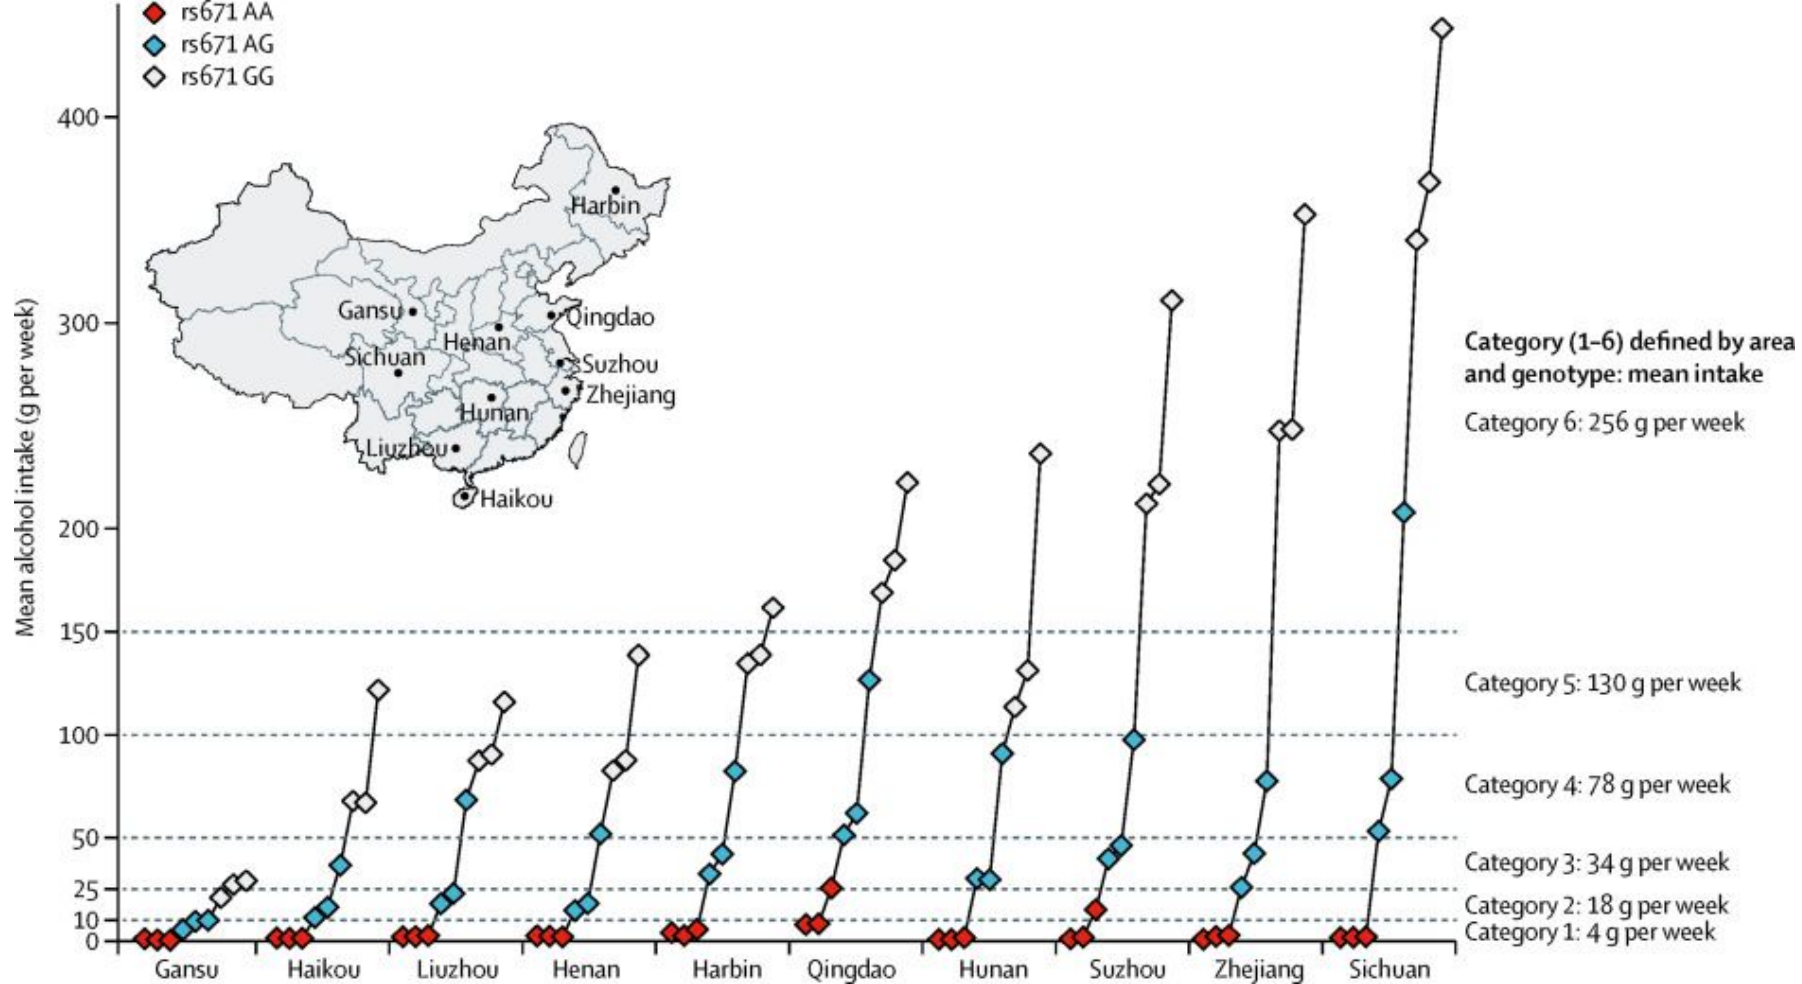 rs671 AA
rs671 AG
rs671 GG
Mean alcohol intake (g per week)
400
300
200
150
100
50
25
10
0
Harbin
Gansu
Qingdao
Henan
Sichuan
Suzhou
Zhejiang
Hunan
Liuzhou
Haikou
Category (1–6) defined by area
and genotype: mean intake
Category 6: 256 g per week
Category 5: 130 g per week
Category 4: 78 g per week
Category 3: 34 g per week
Category 2: 18 g per week
Category 1: 4 g per week
Gansu
Haikou
Liuzhou
Henan
Harbin
Qingdao
Hunan
Suzhou
Zhejiang
Sichuan